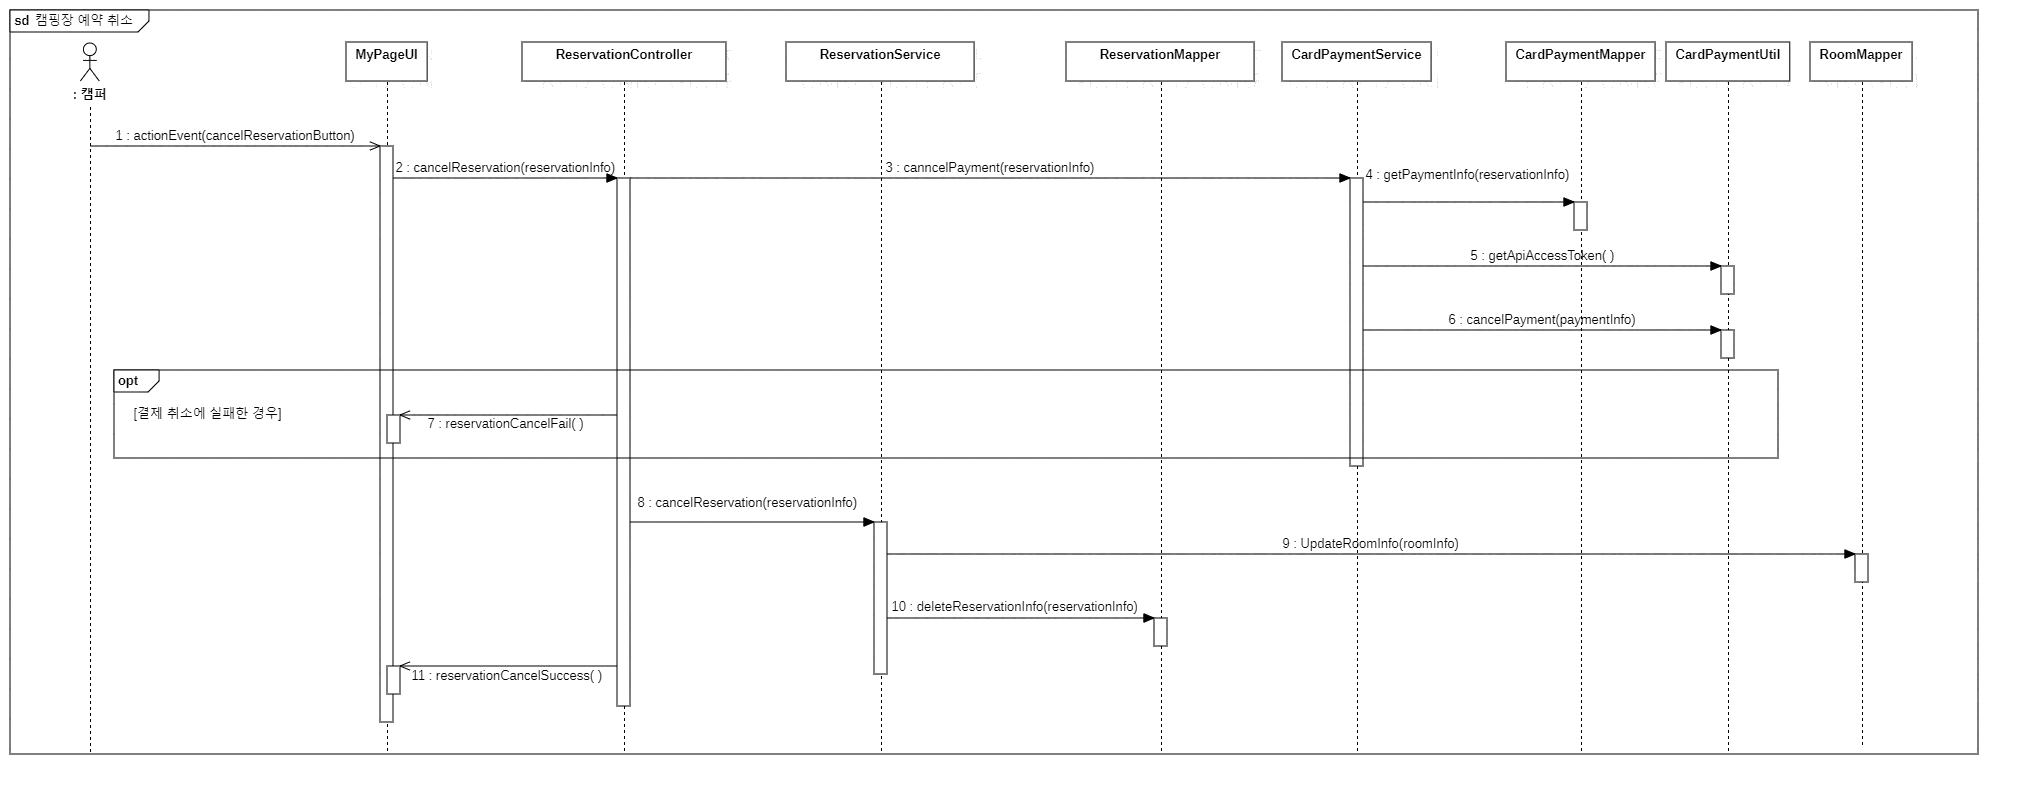 sd 캠핑장 예약 취소
MyPageUI
ReservationController
ReservationService
ReservationMapper
CardPaymentService
CardPaymentMapper
CardPaymentUtil
RoomMapper
: 캠퍼
1 : actionEvent(cancelReservationButton)
2 : cancelReservation(reservationInfo)
3 : canncelPayment(reservationInfo)
4 : getPaymentInfo(reservationInfo)
5 : getApiAccessToken( )
6 : cancelPayment(paymentInfo)
opt
[결제 취소에 실패한 경우]
7 : reservationCancelFail( )
8 : cancelReservation(reservationInfo)
9 : UpdateRoomInfo(roomInfo)
10 : deleteReservationInfo(reservationInfo)
11 : reservationCancelSuccess( )